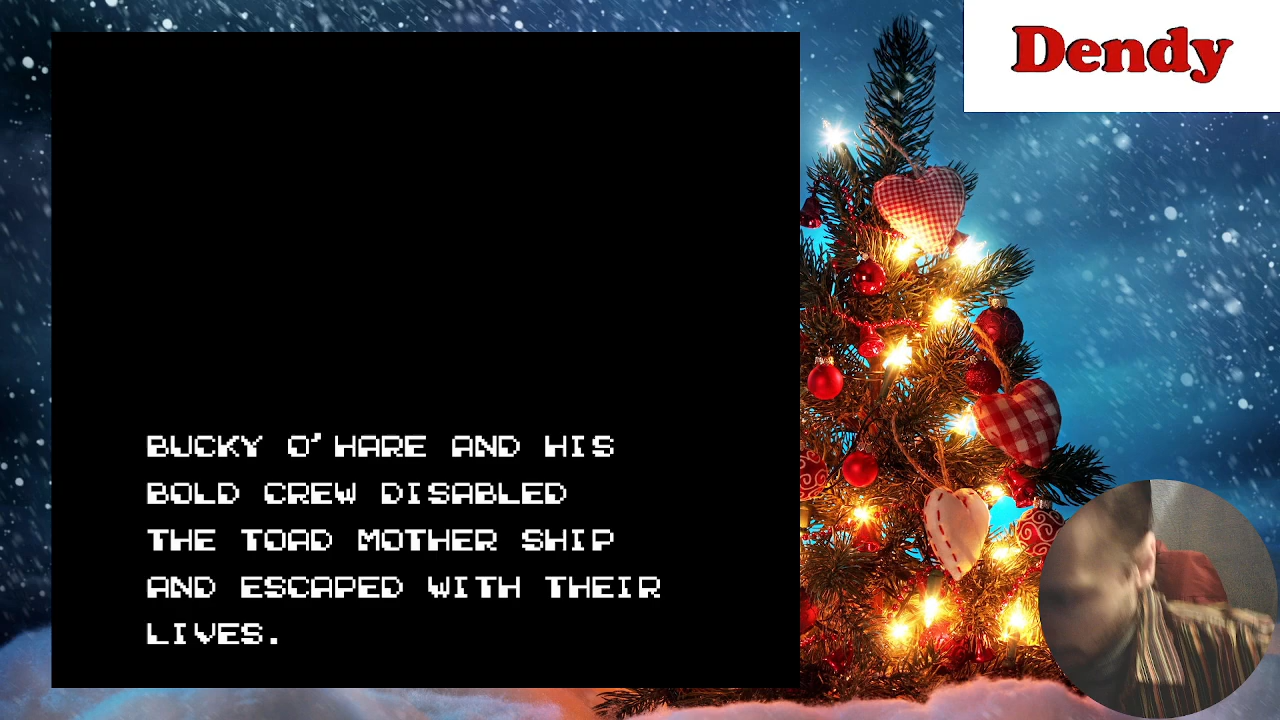 Dendy
BUCKY O'HARE AND HIS
BOLD CREW DISABLED
THE TOAD MOTHER SHIP
AND ESCAPED WITH THEIR
LIVES.